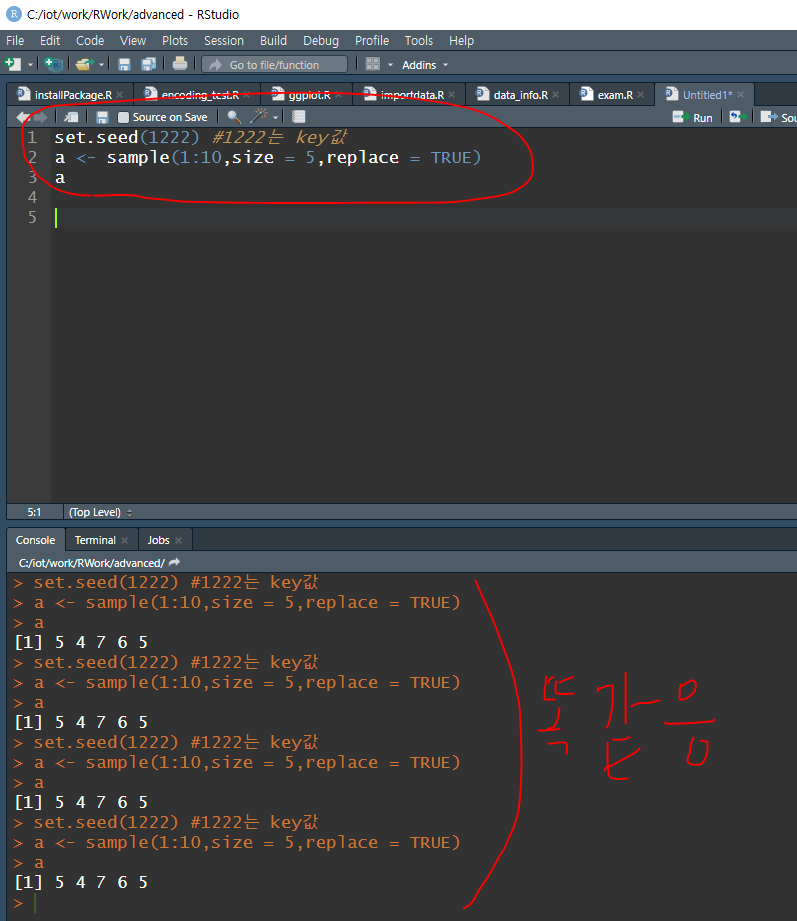 C:/iot/work/RWork/advanced - RStudio
File Edit Code View Plots Session Build Debug Profile Tools Help
Go to file/function Addins
installPackage.R encoding_test.R ggplot.R importdata.R data_info.R exam.R Untitled1*
Source on Save Run Sou
1 set.seed(1222) #1222는 key값
2 a <- sample(1:10,size = 5,replace = TRUE)
3 a
4
5
5:1 (Top Level)
Console Terminal Jobs
C:/iot/work/RWork/advanced/
> set.seed(1222) #1222는 key값
> a <- sample(1:10,size = 5,replace = TRUE)
> a
[1] 5 4 7 6 5
> set.seed(1222) #1222는 key값
> a <- sample(1:10,size = 5,replace = TRUE)
> a
[1] 5 4 7 6 5
> set.seed(1222) #1222는 key값
> a <- sample(1:10,size = 5,replace = TRUE)
> a
[1] 5 4 7 6 5
> set.seed(1222) #1222는 key값
> a <- sample(1:10,size = 5,replace = TRUE)
> a
[1] 5 4 7 6 5
>
똑같음